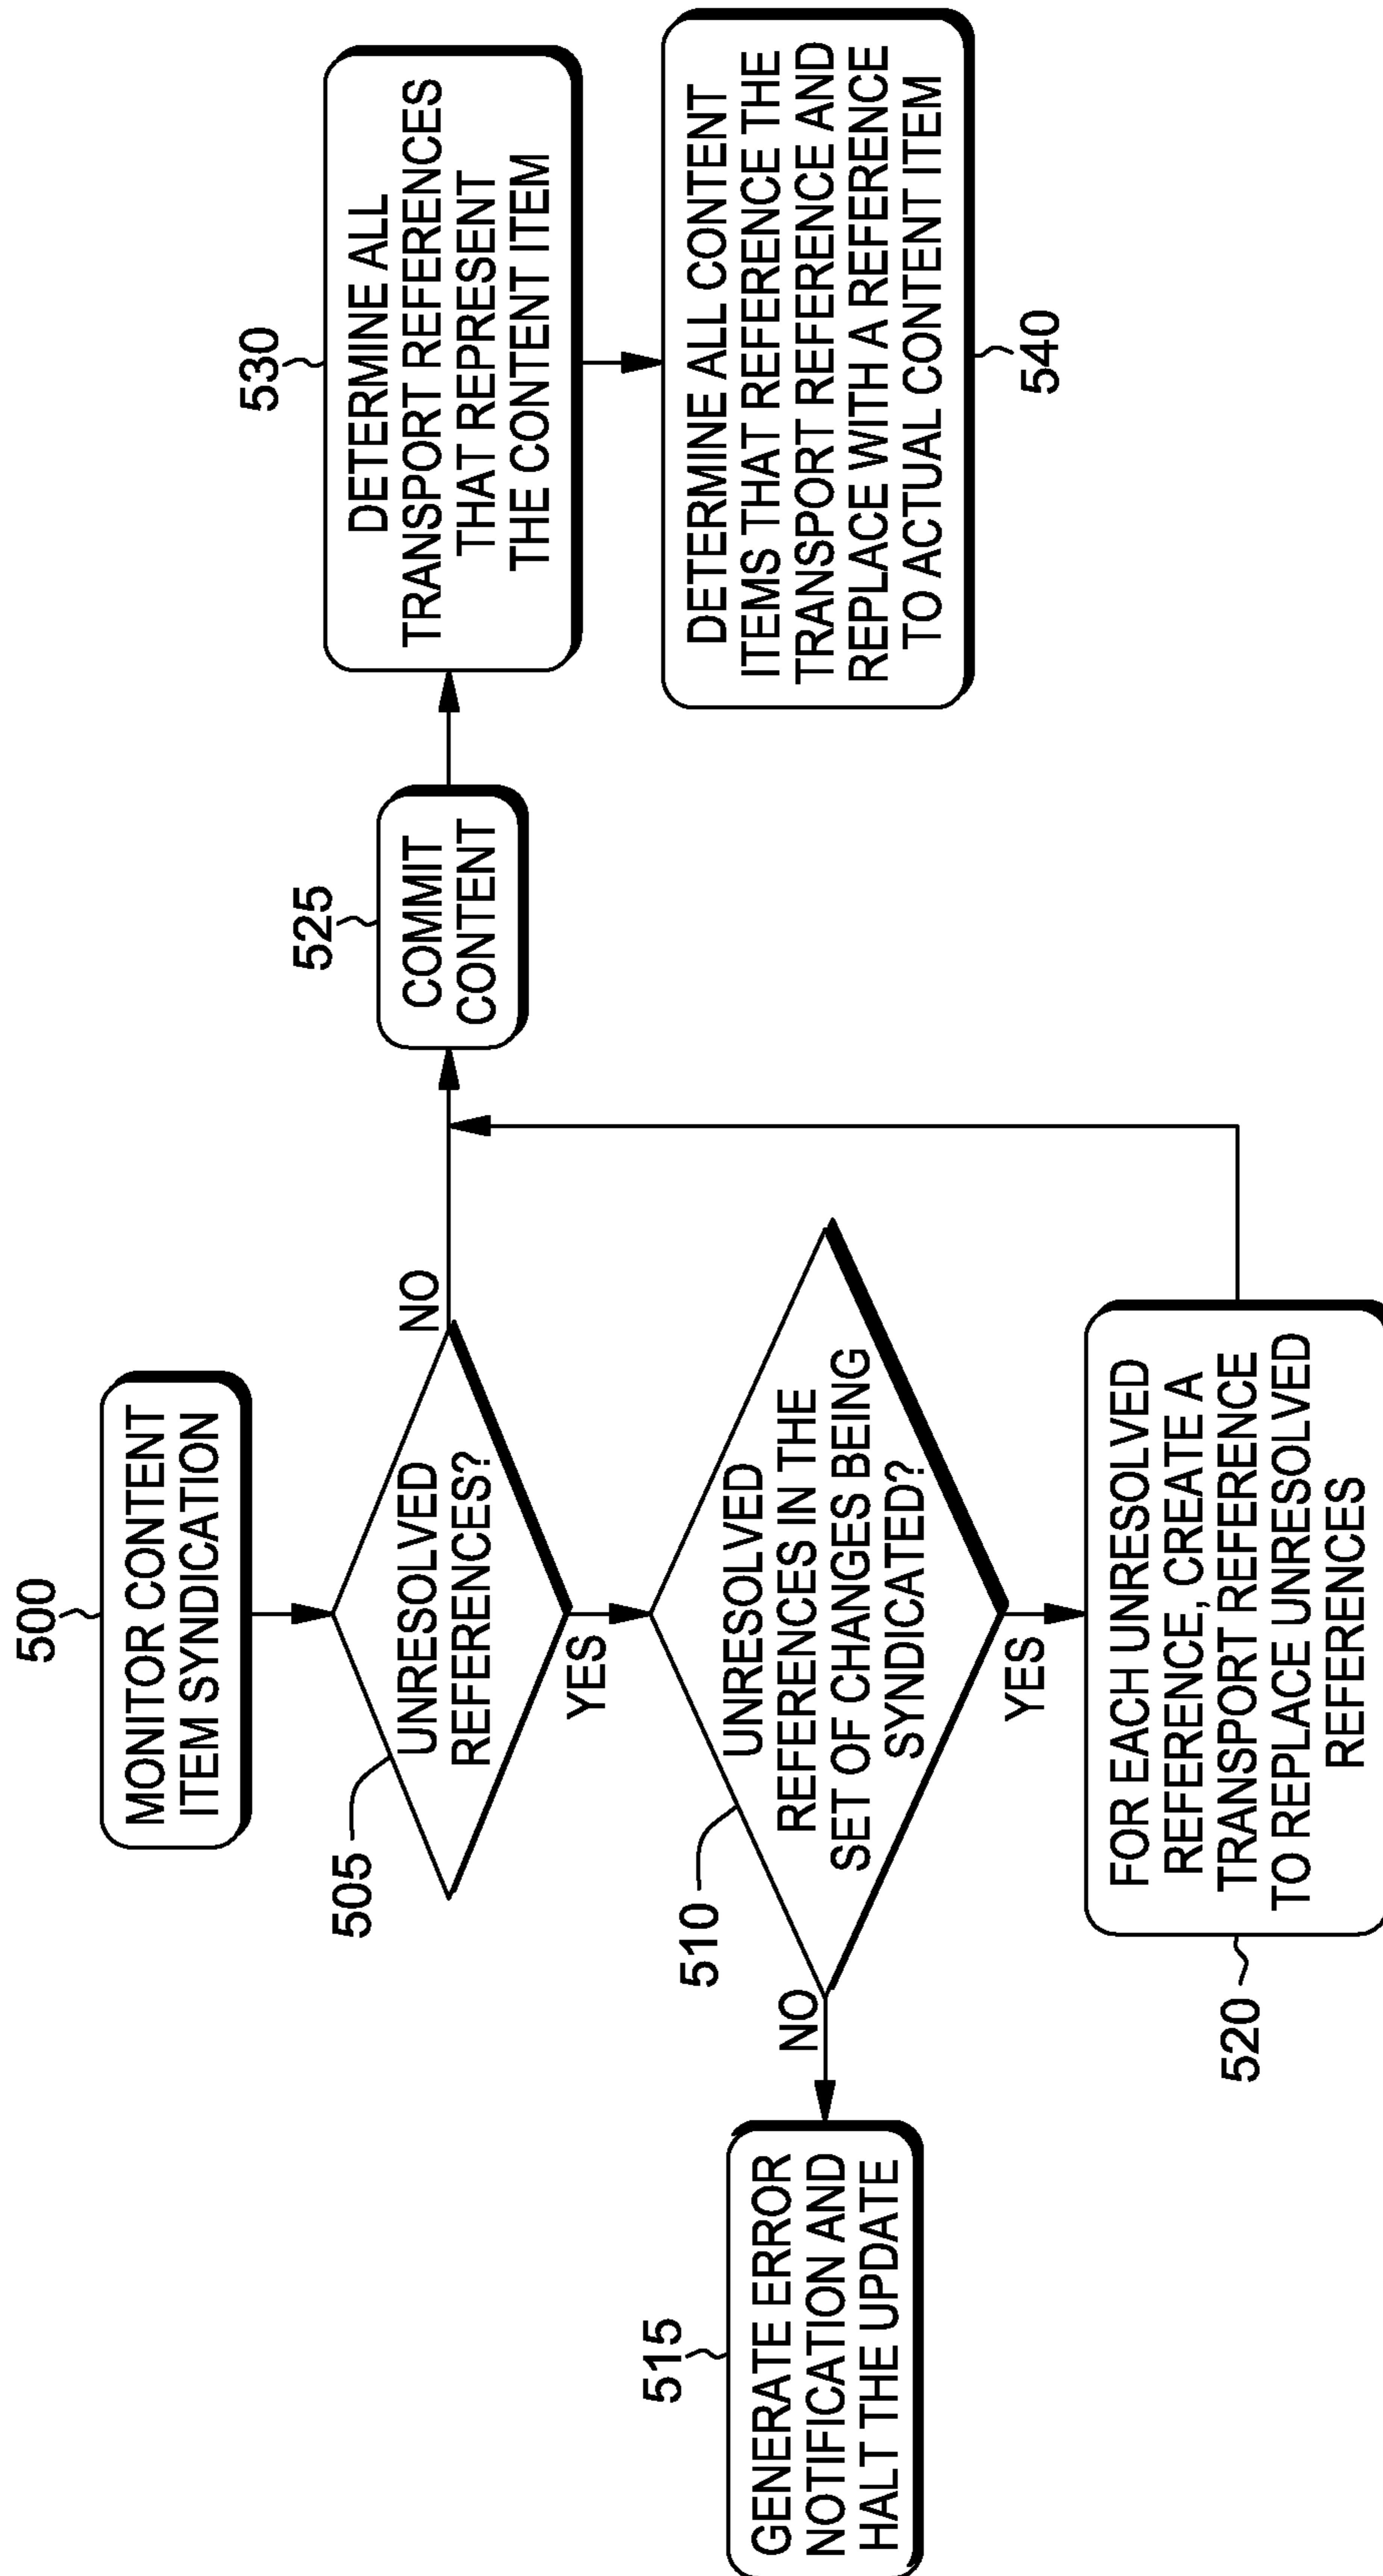 500
MONITOR CONTENT
ITEM SYNDICATION
505
UNRESOLVED
REFERENCES?
NO
YES
510
UNRESOLVED
REFERENCES IN THE
SET OF CHANGES BEING
SYNDICATED?
NO
YES
515
GENERATE ERROR
NOTIFICATION AND
HALT THE UPDATE
520
FOR EACH UNRESOLVED
REFERENCE, CREATE A
TRANSPORT REFERENCE
TO REPLACE UNRESOLVED
REFERENCES
525
COMMIT
CONTENT
530
DETERMINE ALL
TRANSPORT REFERENCES
THAT REPRESENT
THE CONTENT ITEM
DETERMINE ALL CONTENT
ITEMS THAT REFERENCE THE
TRANSPORT REFERENCE AND
REPLACE WITH A REFERENCE
TO ACTUAL CONTENT ITEM
540